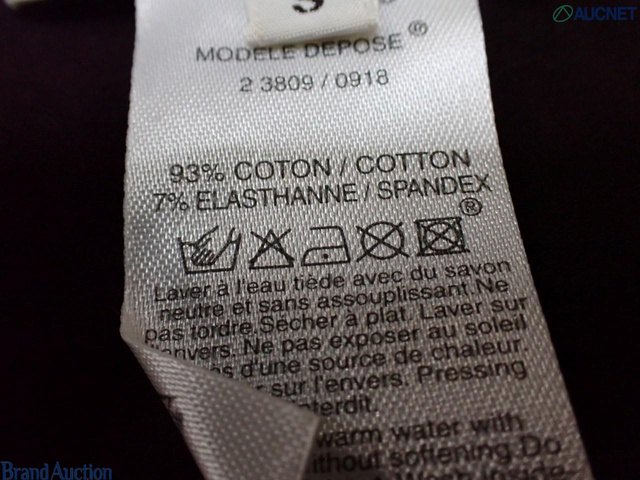 AUCNET
MODELE DEPOSE ®
2 3809 / 0918
93% COTON / COTTON
7% ELASTHANNE / SPANDEX
®
Laver à l'eau tiède avec du savon
neutre et sans assouplissant.Ne
pas tordre.Sécher à plat. Laver sur
l'envers. Ne pas exposer au soleil
d'une source de chaleur.
sur l'envers. Pressing
interdit.
warm water with
without softening.Do
Brand Auction